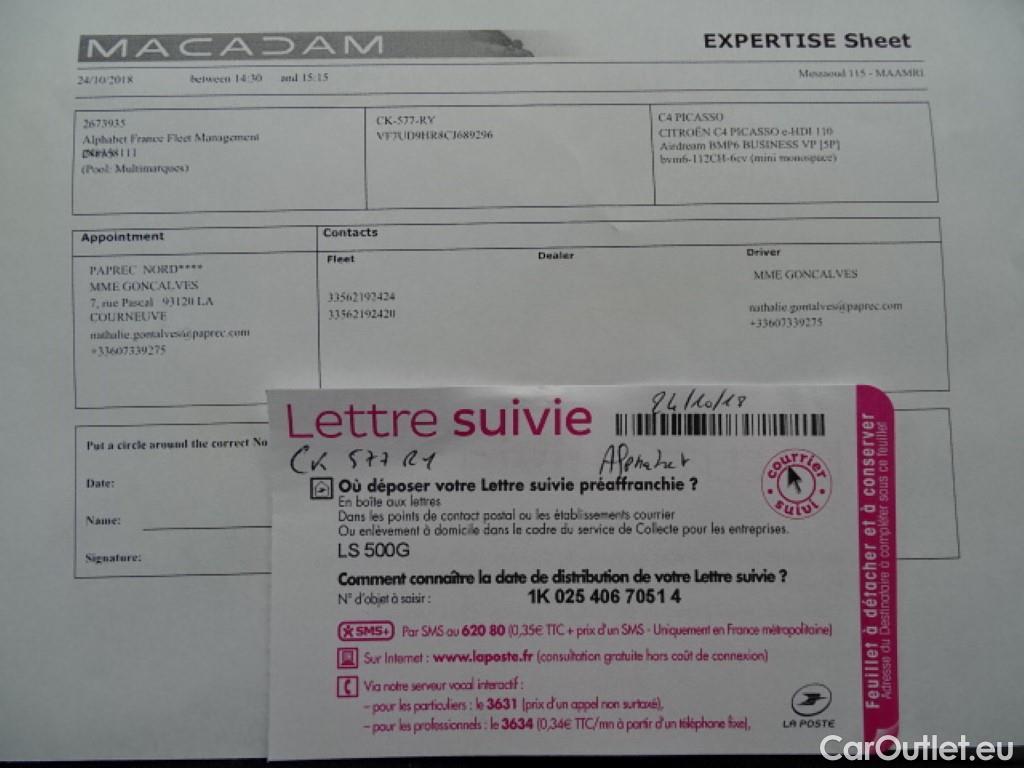 MACADAM
EXPERTISE Sheet
24/10/2018 between 14:30 and 15:15
Messaoud 115 - MAAMRI
2673935
Alphabet France Fleet Management
(Pool: Multimarques)
CK-577-RY
VF7UD9HR8CJ689296
C4 PICASSO
CITROËN C4 PICASSO e-HDI 110
Airdream BMP6 BUSINESS VP [5P]
bvm6-112CH-6cv (mini monospace)
Appointment
PAPREC NORD****
MME GONCALVES
7, rue Pascal 93120 LA
COURNEUVE
nathalie.gontalves@paprec.com
+33607339275
Contacts
Fleet
33562192424
33562192420
Dealer
Driver
MME GONCALVES
nathalie.gontalves@paprec.com
+33607339275
Put a circle around the correct No
Date:
Name:
Signature:
Lettre suivie
24/10/18
CK 577 RY
Alphabet
courrier suivi
Où déposer votre Lettre suivie préaffranchie ?
En boîte aux lettres
Dans les points de contact postal ou les établissements courrier
Ou enlèvement à domicile dans le cadre du service de Collecte pour les entreprises.
LS 500G
Comment connaître la date de distribution de votre Lettre suivie ?
N° d'objet à saisir : 1K 025 406 7051 4
SMS+ Par SMS au 620 80 (0,35€ TTC + prix d'un SMS - Uniquement en France métropolitaine)
Sur Internet : www.laposte.fr (consultation gratuite hors coût de connexion)
Via notre serveur vocal interactif :
– pour les particuliers : le 3631 (prix d'un appel non surtaxé),
– pour les professionnels : le 3634 (0,34€ TTC/mn à partir d'un téléphone fixe),
LA POSTE
Feuillet à détacher et à conserver
Adresse du Destinataire à compléter sous ce feuillet
CarOutlet.eu